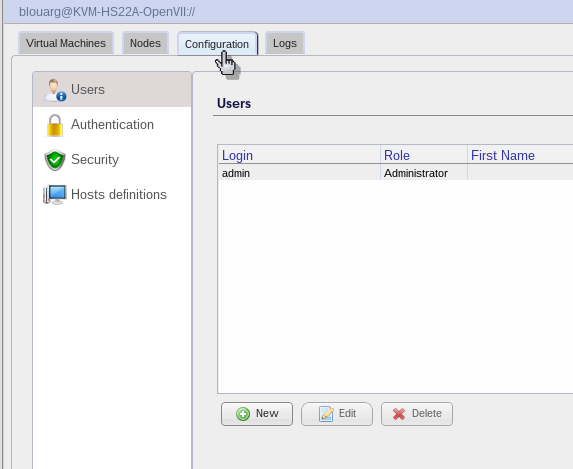 blouarg@KVM-HS22A-OpenVII://
Virtual Machines Nodes Configuration Logs
Users
Authentication
Security
Hosts definitions
Users
Login Role First Name
admin Administrator
New Edit Delete